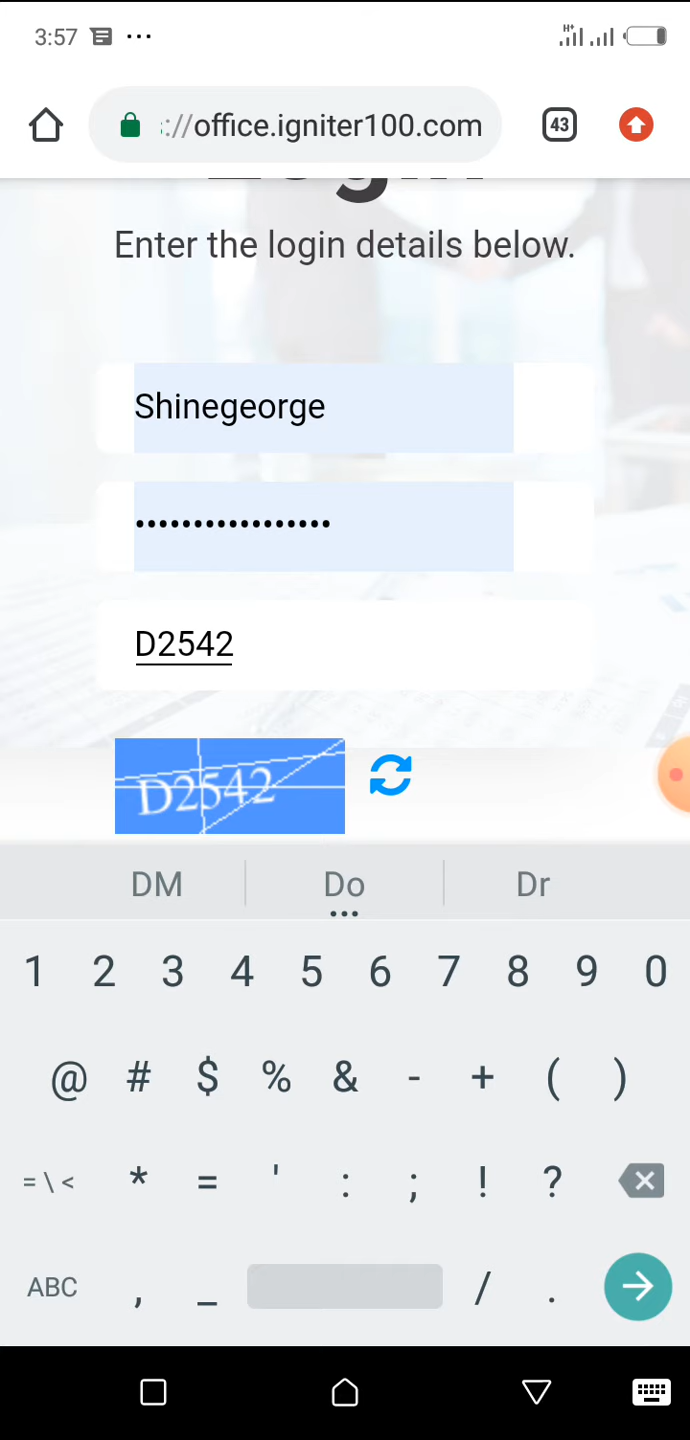 3:57
H+
://office.igniter100.com
43
Login
Enter the login details below.
Shinegeorge
•••••••••••••••••
D2542
D2542
DM Do Dr
1 2 3 4 5 6 7 8 9 0
@ # $ % & - + ( )
= \ < * = ' : ; ! ?
ABC , _ / .